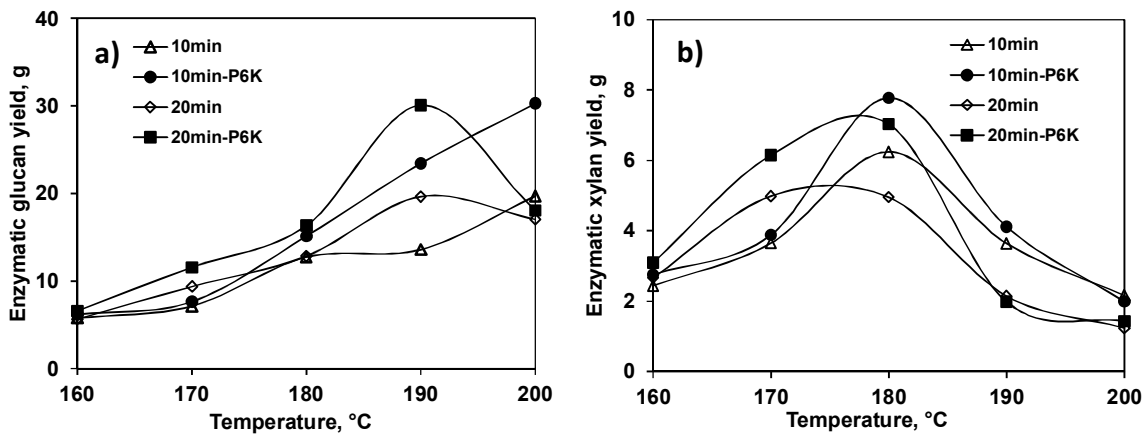 a)
10min
10min-P6K
20min
20min-P6K
Enzymatic glucan yield, g
40
30
20
10
0
160 170 180 190 200
Temperature, °C
b)
10min
10min-P6K
20min
20min-P6K
Enzymatic xylan yield, g
10
8
6
4
2
0
160 170 180 190 200
Temperature, °C